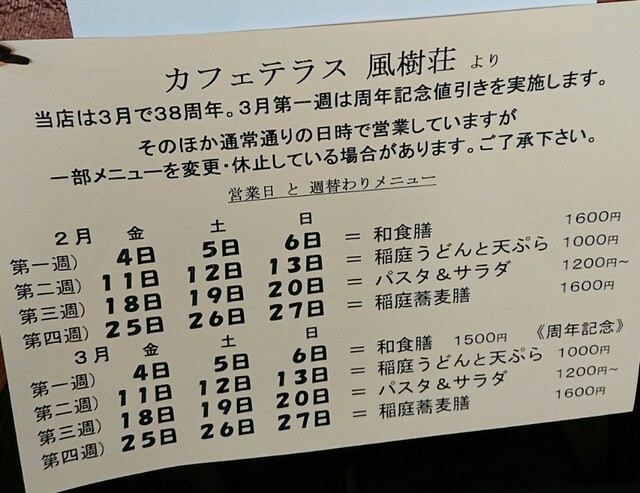 カフェテラス 風樹荘 より
当店は3月で38周年。3月第一週は周年記念値引きを実施します。
そのほか通常通りの日時で営業していますが
一部メニューを変更・休止している場合があります。ご了承下さい。
営業日 と 週替わりメニュー
2月 金 土 日
第一週) 4日 5日 6日 = 和食膳 1600円
第二週) 11日 12日 13日 = 稲庭うどんと天ぷら 1000円
第三週) 18日 19日 20日 = パスタ&サラダ 1200円~
第四週) 25日 26日 27日 = 稲庭蕎麦膳 1600円
3月 金 土 日
第一週) 4日 5日 6日 = 和食膳 1500円 《周年記念》
第二週) 11日 12日 13日 = 稲庭うどんと天ぷら 1000円
第三週) 18日 19日 20日 = パスタ&サラダ 1200円~
第四週) 25日 26日 27日 = 稲庭蕎麦膳 1600円